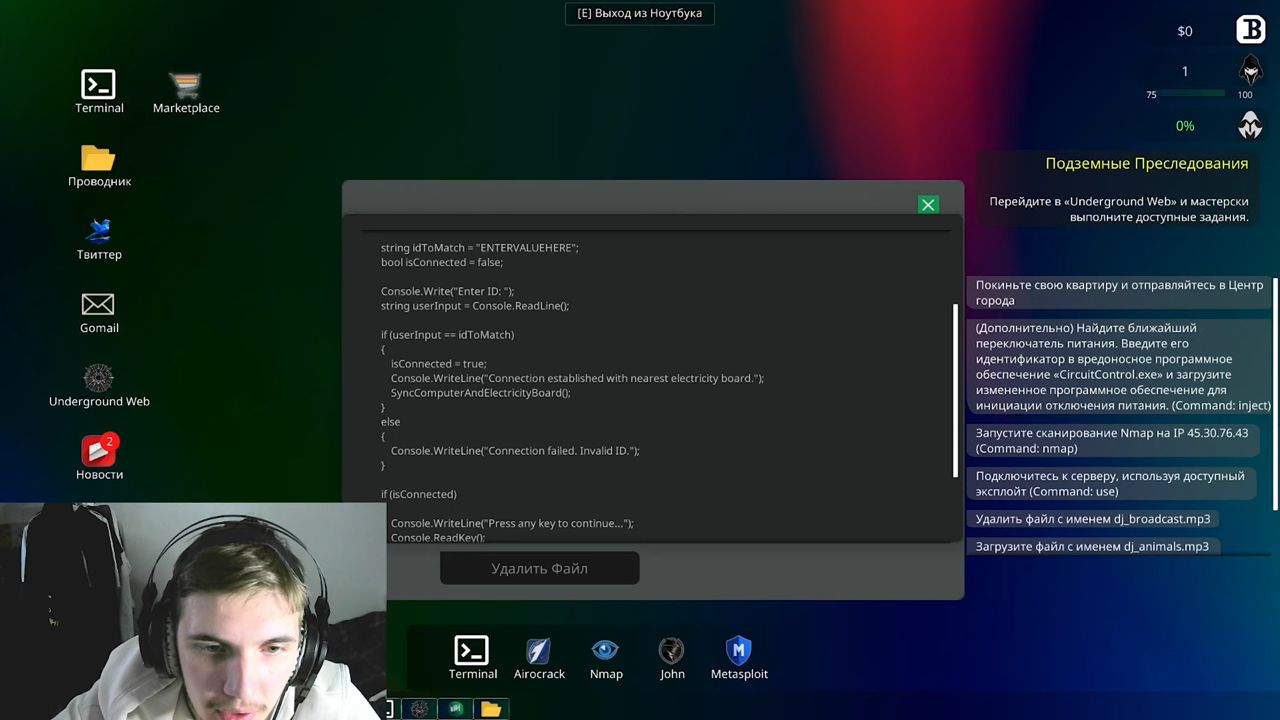 [E] Выход из Ноутбука
$0
1
75
100
0%
Terminal
Marketplace
Проводник
Твиттер
Gomail
Underground Web
2
Новости
Подземные Преследования
Перейдите в «Underground Web» и мастерски
выполните доступные задания.
string idToMatch = "ENTERVALUEHERE";
bool isConnected = false;
Console.Write("Enter ID: ");
string userInput = Console.ReadLine();
if (userInput == idToMatch)
{
isConnected = true;
Console.WriteLine("Connection established with nearest electricity board.");
SyncComputerAndElectricityBoard();
}
else
{
Console.WriteLine("Connection failed. Invalid ID.");
}
if (isConnected)
Console.WriteLine("Press any key to continue...");
Console.ReadKey();
Удалить Файл
Покиньте свою квартиру и отправляйтесь в Центр
города
(Дополнительно) Найдите ближайший
переключатель питания. Введите его
идентификатор в вредоносное программное
обеспечение «CircuitControl.exe» и загрузите
измененное программное обеспечение для
инициации отключения питания. (Command: inject)
Запустите сканирование Nmap на IP 45.30.76.43
(Command: nmap)
Подключитесь к серверу, используя доступный
эксплойт (Command: use)
Удалить файл с именем dj_broadcast.mp3
Загрузите файл с именем dj_animals.mp3
Terminal
Airocrack
Nmap
John
Metasploit